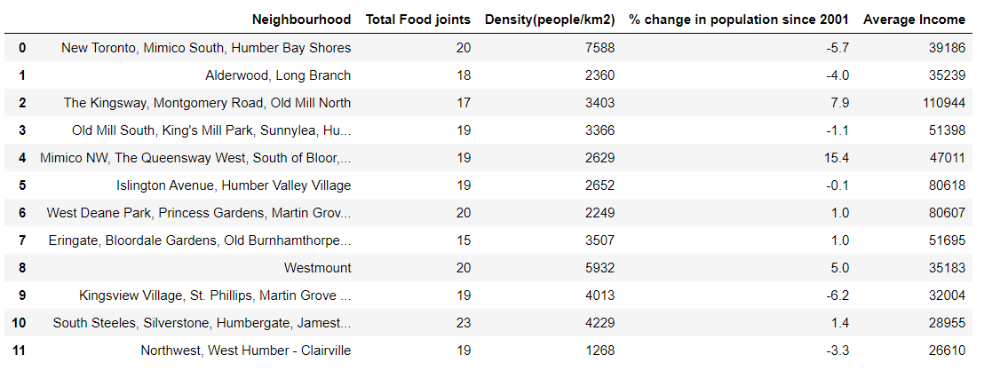 Neighbourhood Total Food joints Density(people/km2) % change in population since 2001 Average Income
0 New Toronto, Mimico South, Humber Bay Shores 20 7588 -5.7 39186
1 Alderwood, Long Branch 18 2360 -4.0 35239
2 The Kingsway, Montgomery Road, Old Mill North 17 3403 7.9 110944
3 Old Mill South, King's Mill Park, Sunnylea, Hu... 19 3366 -1.1 51398
4 Mimico NW, The Queensway West, South of Bloor,... 19 2629 15.4 47011
5 Islington Avenue, Humber Valley Village 19 2652 -0.1 80618
6 West Deane Park, Princess Gardens, Martin Grov... 20 2249 1.0 80607
7 Eringate, Bloordale Gardens, Old Burnhamthorpe... 15 3507 1.0 51695
8 Westmount 20 5932 5.0 35183
9 Kingsview Village, St. Phillips, Martin Grove ... 19 4013 -6.2 32004
10 South Steeles, Silverstone, Humbergate, Jamest... 23 4229 1.4 28955
11 Northwest, West Humber - Clairville 19 1268 -3.3 26610